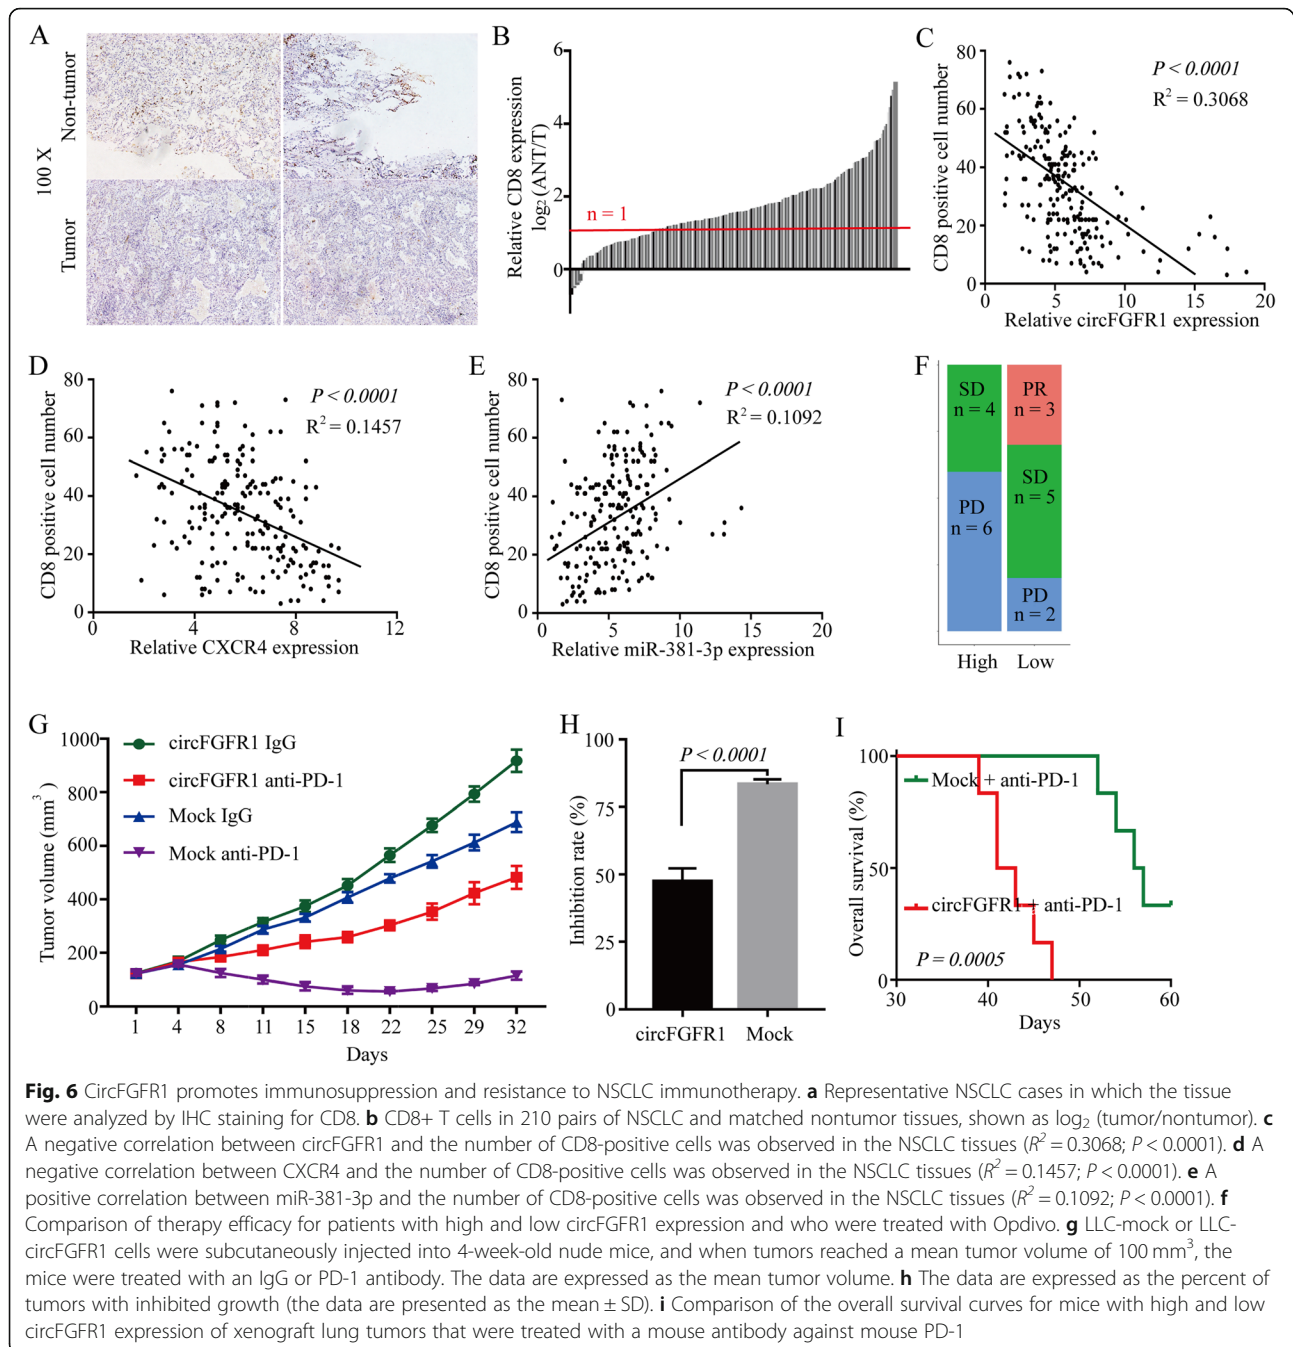 A
100 X
Non-tumor
Tumor
B
Relative CD8 expression
log2 (ANT/T)
6
4
2
0
n = 1
C
CD8 positive cell number
80
60
40
20
0
P < 0.0001
R² = 0.3068
0 5 10 15 20
Relative circFGFR1 expression
D
CD8 positive cell number
80
60
40
20
0
P < 0.0001
R² = 0.1457
0 4 8 12
Relative CXCR4 expression
E
CD8 positive cell number
80
60
40
20
0
P < 0.0001
R² = 0.1092
0 5 10 15 20
Relative miR-381-3p expression
F
SD
n = 4
PD
n = 6
PR
n = 3
SD
n = 5
PD
n = 2
High Low
G
Tumor volume (mm³)
1000
800
600
400
200
0
circFGFR1 IgG
circFGFR1 anti-PD-1
Mock IgG
Mock anti-PD-1
1 4 8 11 15 18 22 25 29 32
Days
H
Inhibition rate (%)
100
75
50
25
0
P < 0.0001
circFGFR1 Mock
I
Overall survival (%)
100
50
0
Mock + anti-PD-1
circFGFR1 + anti-PD-1
P = 0.0005
30 40 50 60
Days
Fig. 6 CircFGFR1 promotes immunosuppression and resistance to NSCLC immunotherapy. a Representative NSCLC cases in which the tissue
were analyzed by IHC staining for CD8. b CD8+ T cells in 210 pairs of NSCLC and matched nontumor tissues, shown as log2 (tumor/nontumor). c
A negative correlation between circFGFR1 and the number of CD8-positive cells was observed in the NSCLC tissues (R² = 0.3068; P < 0.0001). d A
negative correlation between CXCR4 and the number of CD8-positive cells was observed in the NSCLC tissues (R² = 0.1457; P < 0.0001). e A
positive correlation between miR-381-3p and the number of CD8-positive cells was observed in the NSCLC tissues (R² = 0.1092; P < 0.0001). f
Comparison of therapy efficacy for patients with high and low circFGFR1 expression and who were treated with Opdivo. g LLC-mock or LLC-
circFGFR1 cells were subcutaneously injected into 4-week-old nude mice, and when tumors reached a mean tumor volume of 100 mm³, the
mice were treated with an IgG or PD-1 antibody. The data are expressed as the mean tumor volume. h The data are expressed as the percent of
tumors with inhibited growth (the data are presented as the mean ± SD). i Comparison of the overall survival curves for mice with high and low
circFGFR1 expression of xenograft lung tumors that were treated with a mouse antibody against mouse PD-1